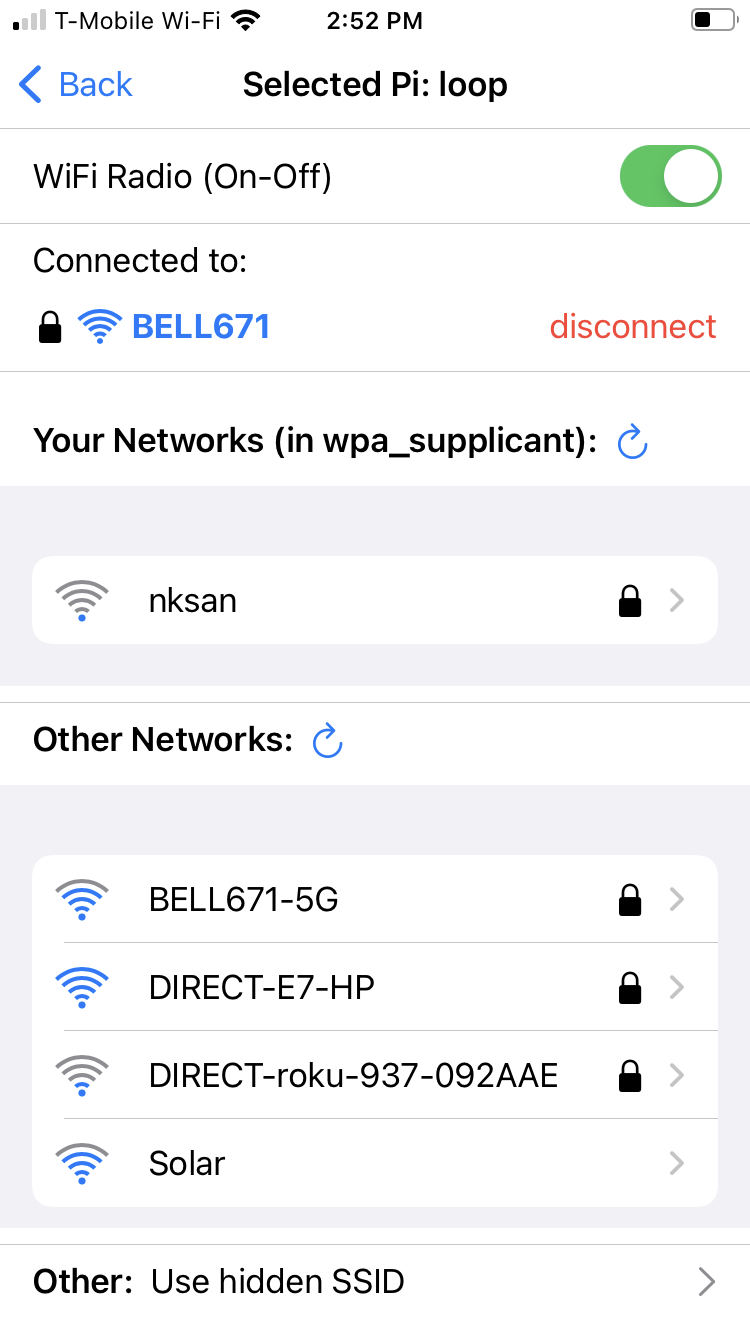 T-Mobile Wi-Fi 2:52 PM
Back Selected Pi: loop
WiFi Radio (On-Off)
Connected to:
BELL671 disconnect
Your Networks (in wpa_supplicant):
nksan
Other Networks:
BELL671-5G
DIRECT-E7-HP
DIRECT-roku-937-092AAE
Solar
Other: Use hidden SSID